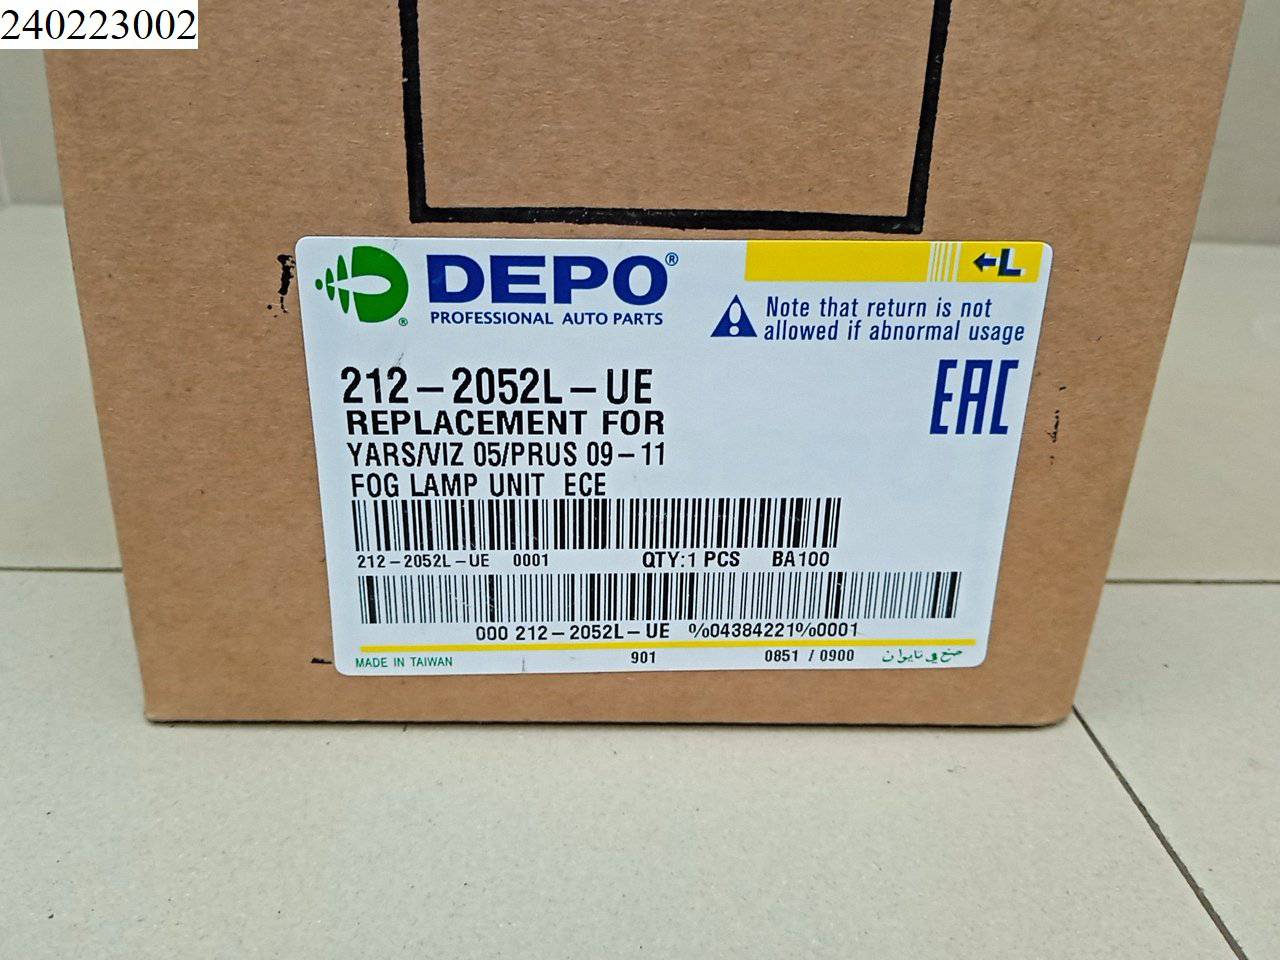 240223002
DEPO®
PROFESSIONAL AUTO PARTS
®
←L
Note that return is not
allowed if abnormal usage
212-2052L-UE
EAC
REPLACEMENT FOR
YARS/VIZ 05/PRUS 09-11
FOG LAMP UNIT ECE
212-2052L-UE 0001 QTY:1 PCS BA100
000 212-2052L-UE %04384221%0001
MADE IN TAIWAN 901 0851 / 0900 صنع في تايوان